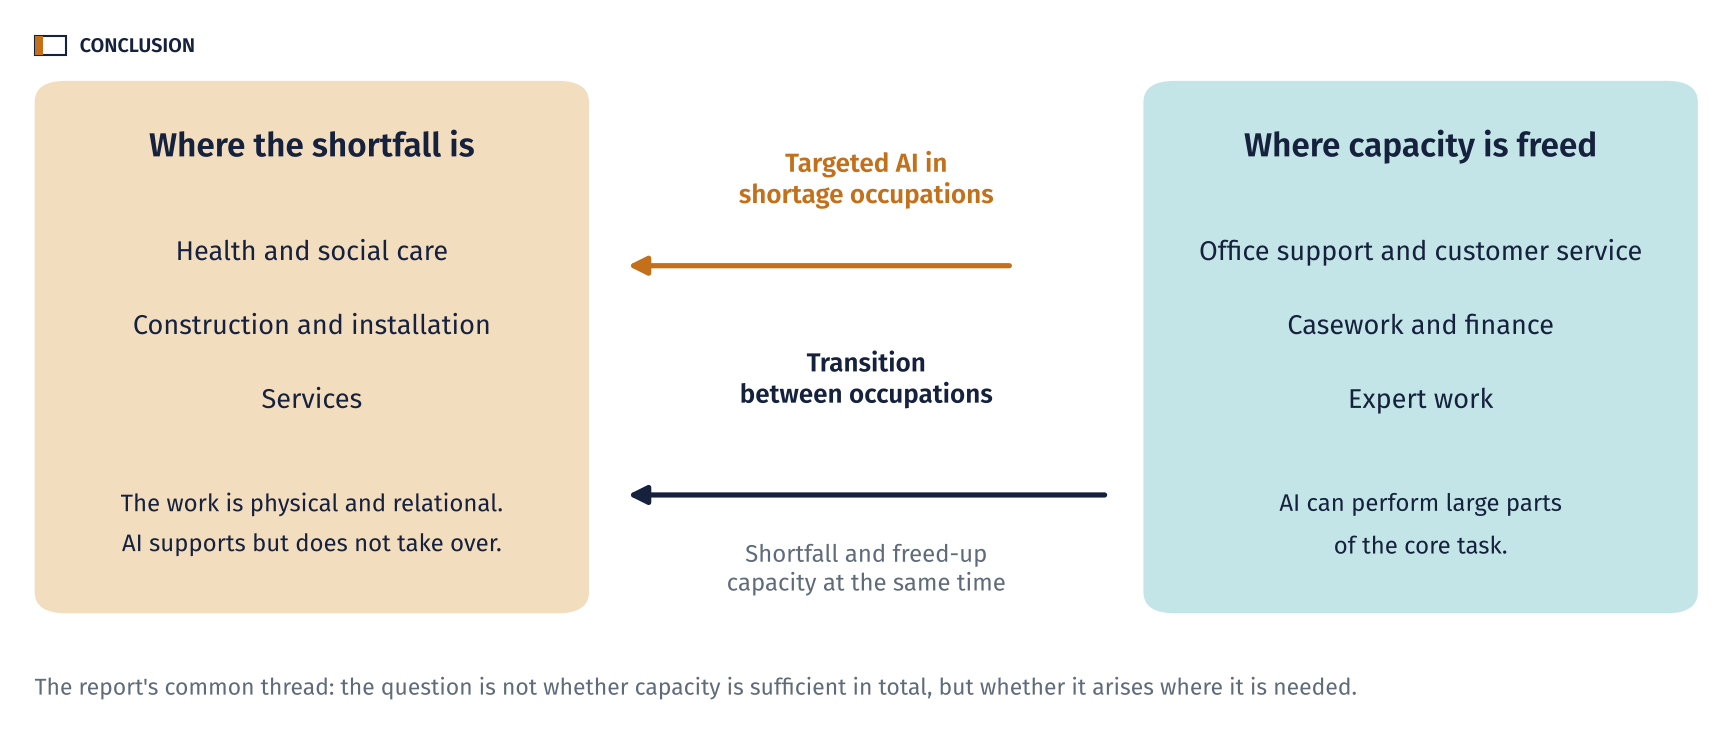 CONCLUSION
Where the shortfall is
Health and social care
Construction and installation
Services
The work is physical and relational.
AI supports but does not take over.
Targeted AI in
shortage occupations
Transition
between occupations
Shortfall and freed-up
capacity at the same time
Where capacity is freed
Office support and customer service
Casework and finance
Expert work
AI can perform large parts
of the core task.
The report's common thread: the question is not whether capacity is sufficient in total, but whether it arises where it is needed.